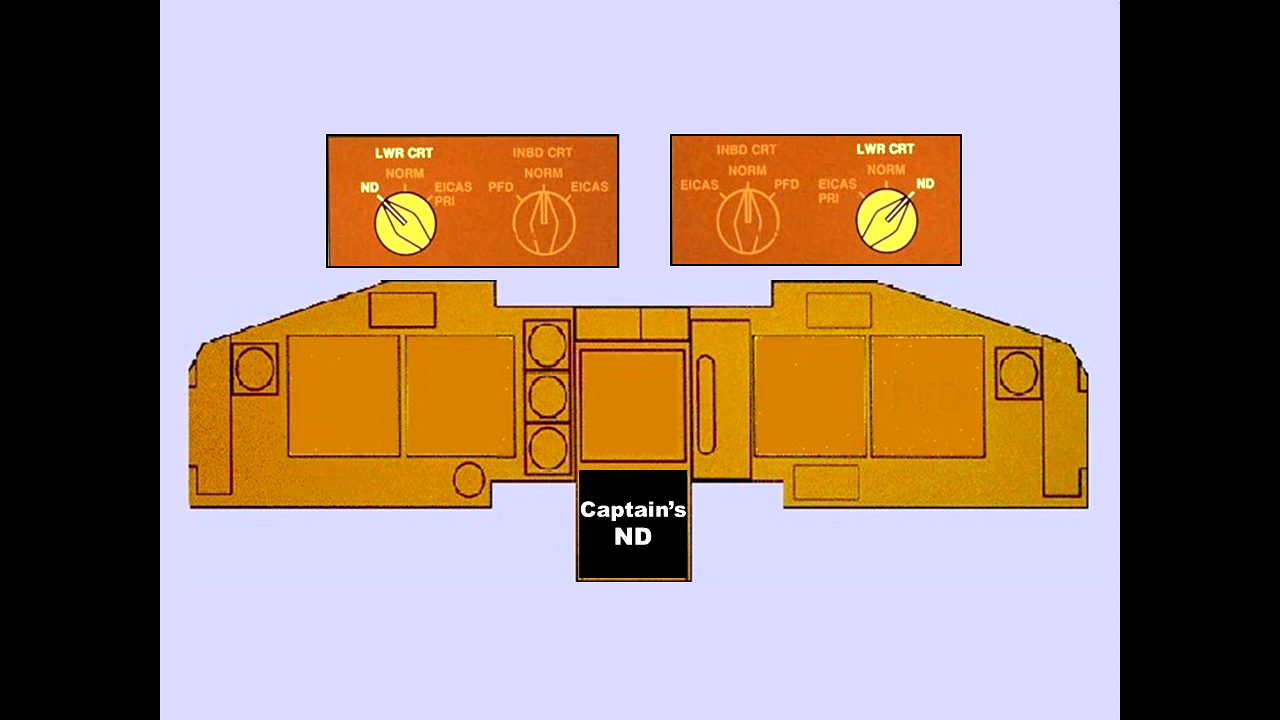 LWR CRT INBD CRT
NORM NORM
ND EICAS PRI PFD EICAS
INBD CRT LWR CRT
NORM NORM
EICAS PFD EICAS PRI ND
PFD
Captain's
ND